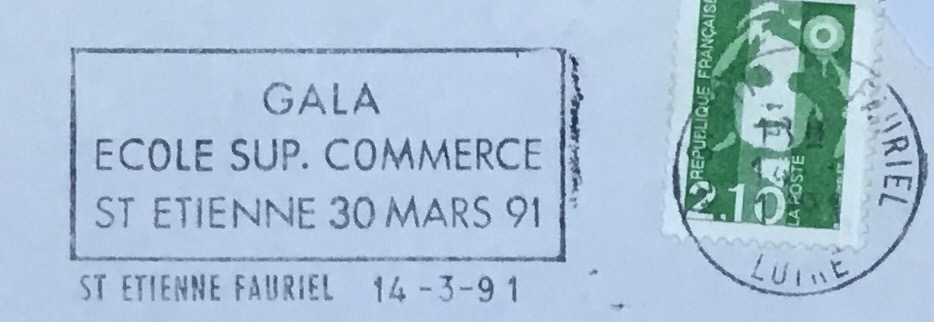 GALA
ECOLE SUP. COMMERCE
ST ETIENNE 30 MARS 91
ST ETIENNE FAURIEL 14-3-91
REPUBLIQUE FRANÇAISE
2.10
LA POSTE
FAURIEL